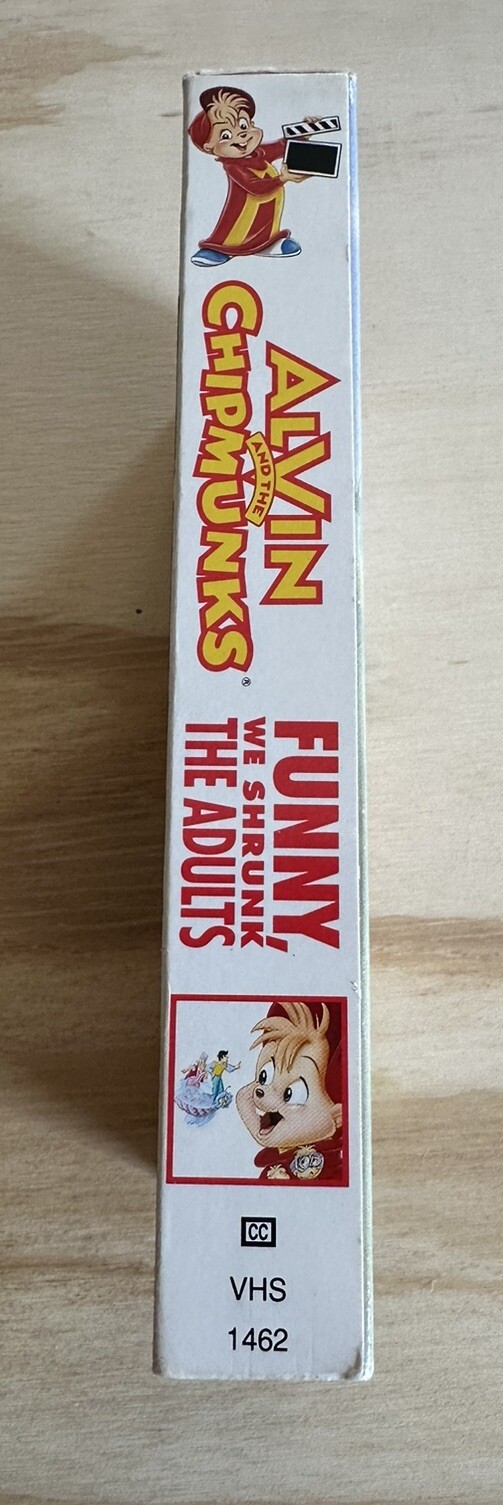 ALVIN
AND THE
CHIPMUNKS®
FUNNY,
WE SHRUNK
THE ADULTS
CC
VHS
1462